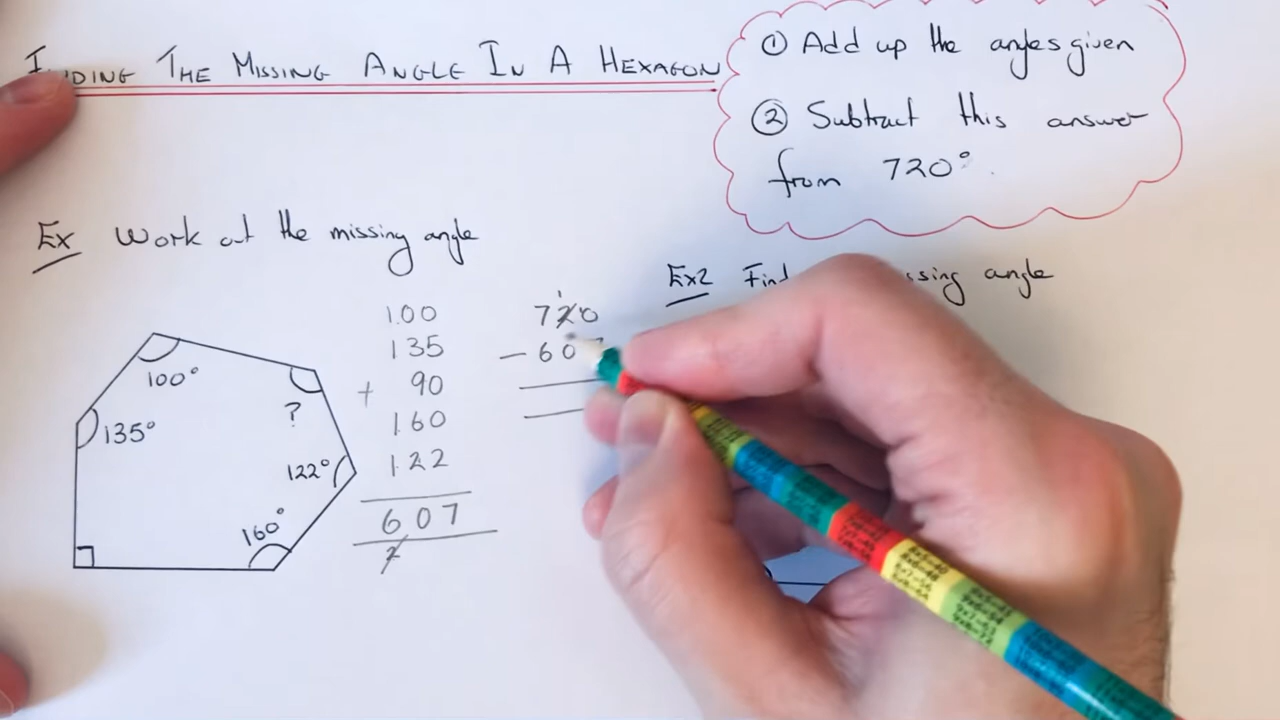 FINDING THE MISSING ANGLE IN A HEXAGON
① Add up the angles given
② Subtract this answer
from 720°.
Ex Work out the missing angle
Ex2 Find missing angle
100
135
+ 90
160
122
607
2
1
720
- 60
100°
?
135°
122°
160°